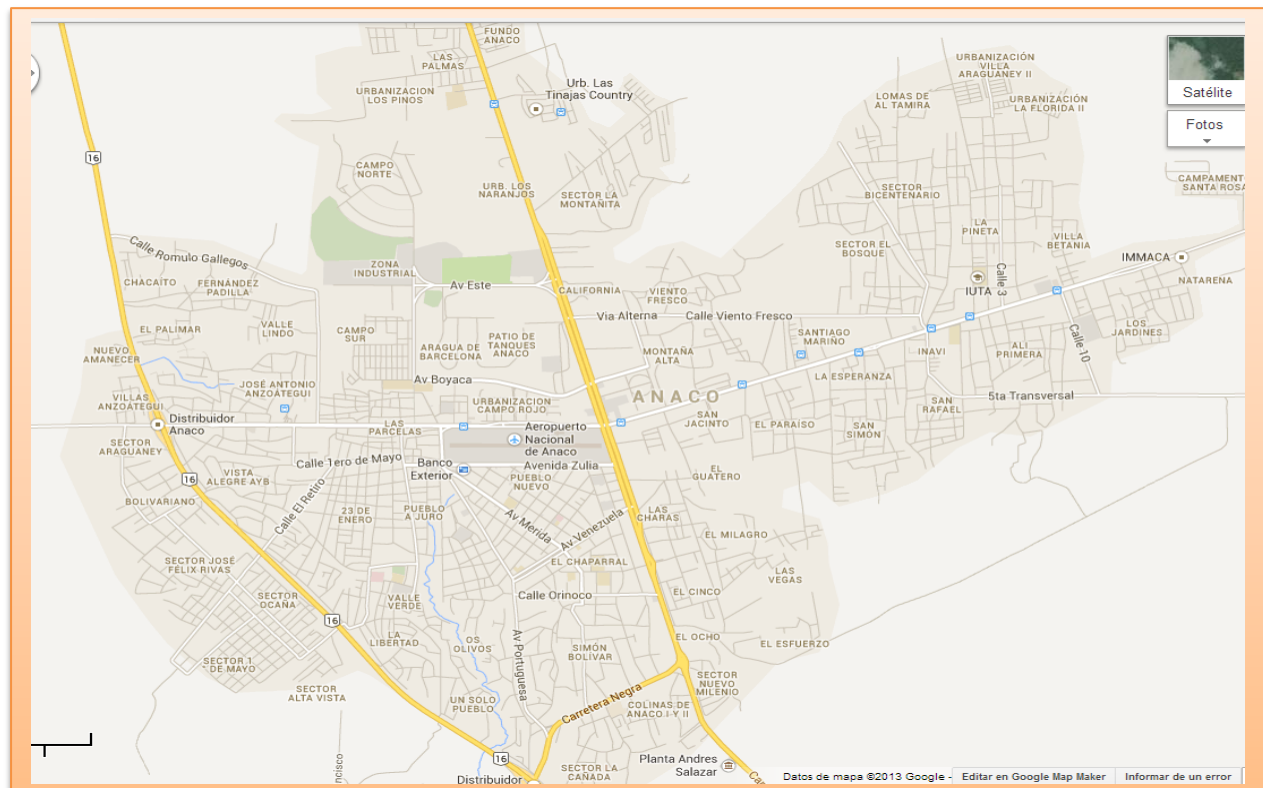 FUNDO
ANACO
LAS
PALMAS
URBANIZACION
LOS PINOS
Urb. Las
Tinajas Country
URBANIZACIÓN
VILLA
ARAGUANEY II
LOMAS DE
AL TAMIRA
URBANIZACIÓN
LA FLORIDA II
Satélite
Fotos
16
CAMPO
NORTE
URB. LOS
NARANJOS
SECTOR LA
MONTAÑITA
SECTOR
BICENTENARIO
CAMPAMENT
SANTA ROSA
LA
PINETA
VILLA
BETANIA
Calle Romulo Gallegos
SECTOR EL
BOSQUE
IMMACA
ZONA
INDUSTRIAL
CHACAITO
FERNÁNDEZ
PADILLA
Av Este
CALIFORNIA
VIENTO
FRESCO
IUTA
Calle 3
NATARENA
EL PALIMAR
VALLE
LINDO
CAMPO
SUR
ARAGUA DE
BARCELONA
PATIO DE
TANQUES
ANACO
Via Alterna
Calle Viento Fresco
SANTIAGO
MARIÑO
LOS
JARDINES
NUEVO
AMANECER
MONTAÑA
ALTA
INAVI
ALI
PRIMERA
Calle 10
JOSÉ ANTONIO
ANZOÁTEGUI
Av. Boyaca
LA ESPERANZA
VILLAS
ANZOÁTEGUI
URBANIZACION
CAMPO ROJO
ANACO
SAN
RAFAEL
5ta Transversal
Distribuidor
Anaco
LAS
PARCELAS
Aeropuerto
Nacional
de Anaco
SAN
JACINTO
EL PARAÍSO
SAN
SIMÓN
SECTOR
ARAGUANEY
Calle 1ero de Mayo
Banco
Exterior
Avenida Zulia
16
VISTA
ALEGRE AYB
PUEBLO
NUEVO
EL
GUATERO
BOLIVARIANO
Calle El Retiro
23 DE
ENERO
PUEBLO
A JURO
Av Merida
Av Venezuela
LAS
CHARAS
EL MILAGRO
SECTOR JOSÉ
FÉLIX RIVAS
EL CHAPARRAL
LAS
VEGAS
SECTOR
OCAÑA
VALLE
VERDE
Calle Orinoco
EL CINCO
16
LA
LIBERTAD
OS
OLIVOS
Av Portuguesa
SIMÓN
BOLÍVAR
EL OCHO
EL ESFUERZO
SECTOR 1
DE MAYO
SECTOR
ALTA VISTA
UN SOLO
PUEBLO
Carretera Negra
SECTOR
NUEVO
MILENIO
COLINAS DE
ANACO I Y II
16
ncisco
Distribuidor
SECTOR LA
CAÑADA
Planta Andres
Salazar
Ca
Datos de mapa ©2013 Google -
Editar en Google Map Maker
Informar de un error